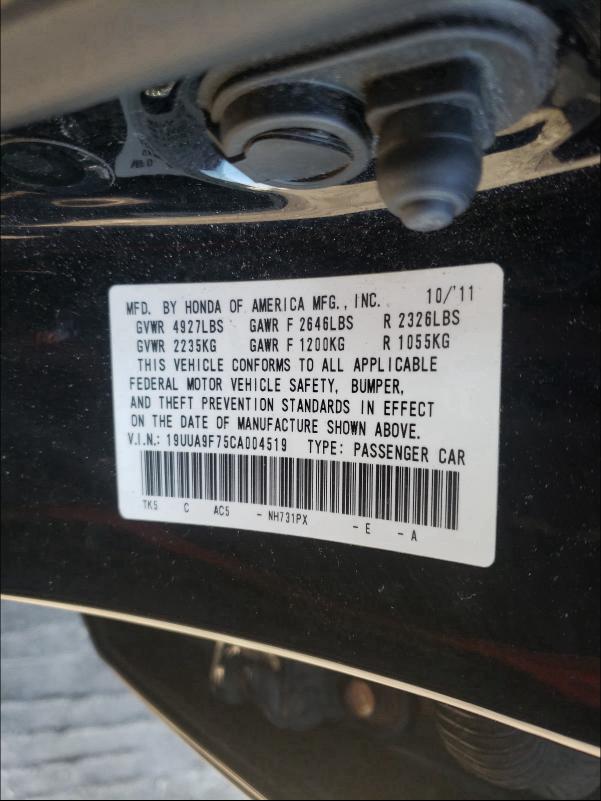 MFD. BY HONDA OF AMERICA MFG., INC. 10/'11
GVWR 4927LBS GAWR F 2646LBS R 2326LBS
GVWR 2235KG GAWR F 1200KG R 1055KG
THIS VEHICLE CONFORMS TO ALL APPLICABLE
FEDERAL MOTOR VEHICLE SAFETY, BUMPER,
AND THEFT PREVENTION STANDARDS IN EFFECT
ON THE DATE OF MANUFACTURE SHOWN ABOVE.
V.I.N.: 19UUA9F75CA004519 TYPE: PASSENGER CAR
TK5 C AC5 - NH731PX - E - A